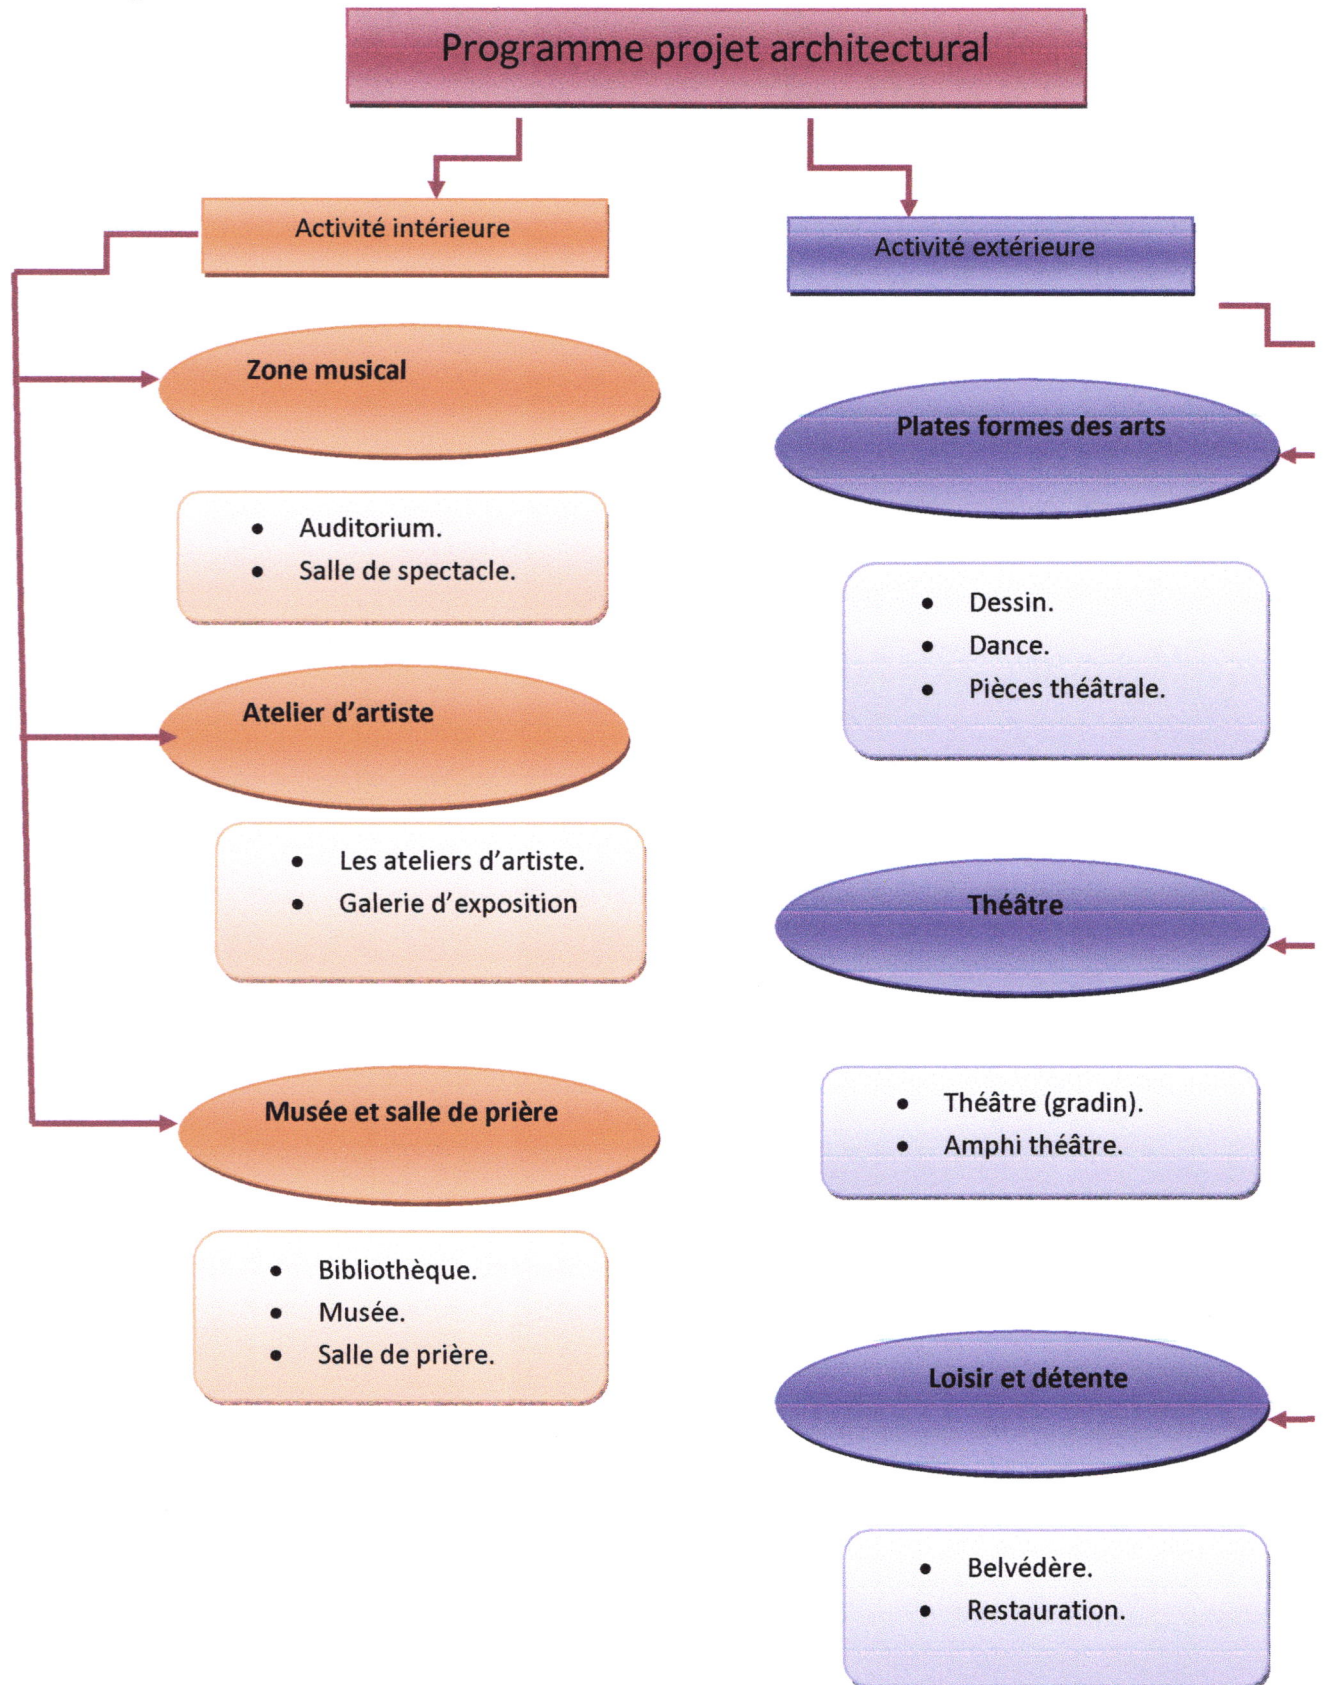 Programme projet architectural
Activité intérieure
Zone musical
• Auditorium.
• Salle de spectacle.
Atelier d’artiste
• Les ateliers d’artiste.
• Galerie d’exposition
Musée et salle de prière
• Bibliothèque.
• Musée.
• Salle de prière.
Activité extérieure
Plates formes des arts
• Dessin.
• Dance.
• Pièces théâtrale.
Théâtre
• Théâtre (gradin).
• Amphi théâtre.
Loisir et détente
• Belvédère.
• Restauration.